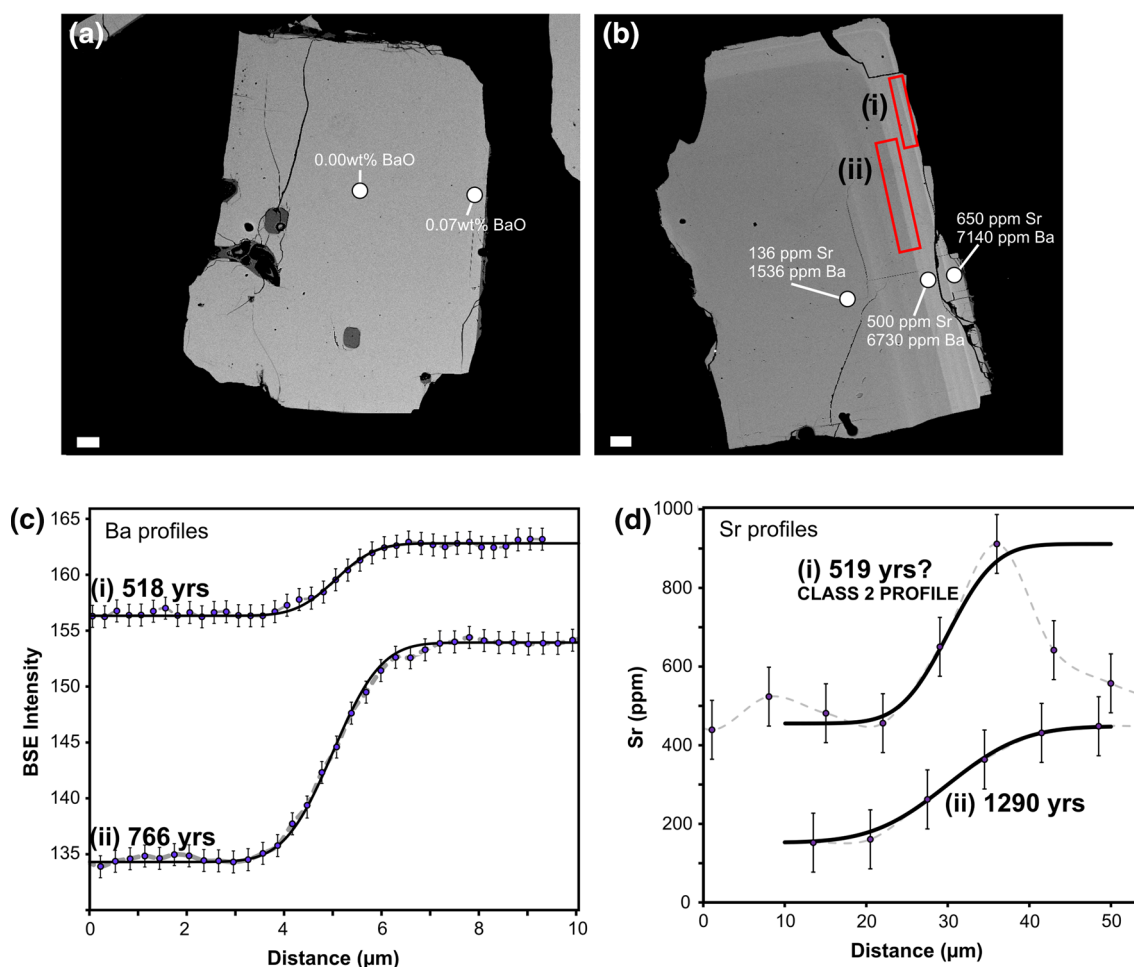 (a)
0.00wt% BaO
0.07wt% BaO
(b)
(i)
(ii)
136 ppm Sr
1536 ppm Ba
650 ppm Sr
7140 ppm Ba
500 ppm Sr
6730 ppm Ba
(c)
Ba profiles
165
160
155
150
145
140
135
BSE Intensity
(i) 518 yrs
(ii) 766 yrs
0
2
4
6
8
10
Distance (µm)
(d)
Sr profiles
1000
800
600
400
200
0
Sr (ppm)
(i) 519 yrs?
CLASS 2 PROFILE
(ii) 1290 yrs
0
10
20
30
40
50
Distance (µm)